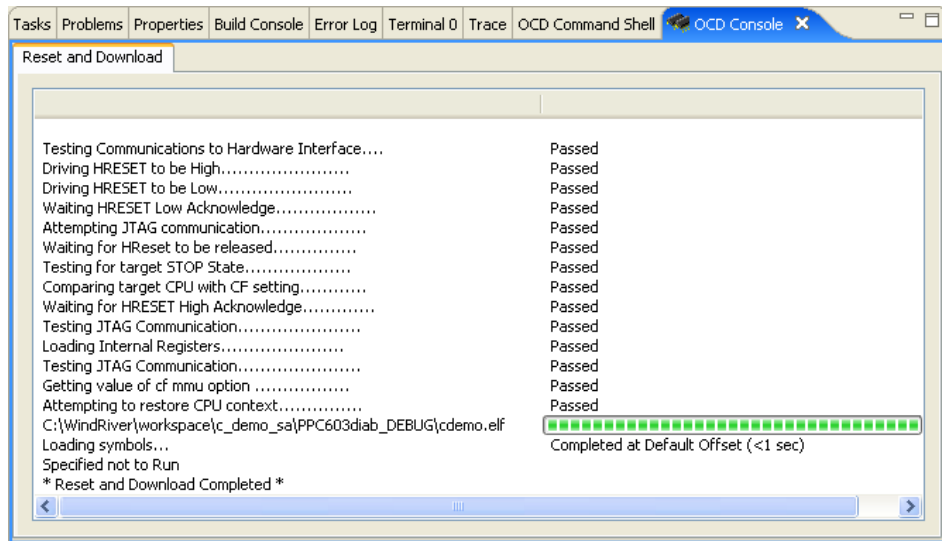 Tasks Problems Properties Build Console Error Log Terminal 0 Trace OCD Command Shell OCD Console
Reset and Download
Testing Communications to Hardware Interface.... Passed
Driving HRESET to be High....................... Passed
Driving HRESET to be Low........................ Passed
Waiting HRESET Low Acknowledge.................. Passed
Attempting JTAG communication................... Passed
Waiting for HReset to be released............... Passed
Testing for target STOP State................... Passed
Comparing target CPU with CF setting............ Passed
Waiting for HRESET High Acknowledge............. Passed
Testing JTAG Communication...................... Passed
Loading Internal Registers...................... Passed
Testing JTAG Communication...................... Passed
Getting value of cf mmu option ................. Passed
Attempting to restore CPU context............... Passed
C:\WindRiver\workspace\c_demo_sa\PPC603diab_DEBUG\cdemo.elf
Loading symbols... Completed at Default Offset (<1 sec)
Specified not to Run
* Reset and Download Completed *